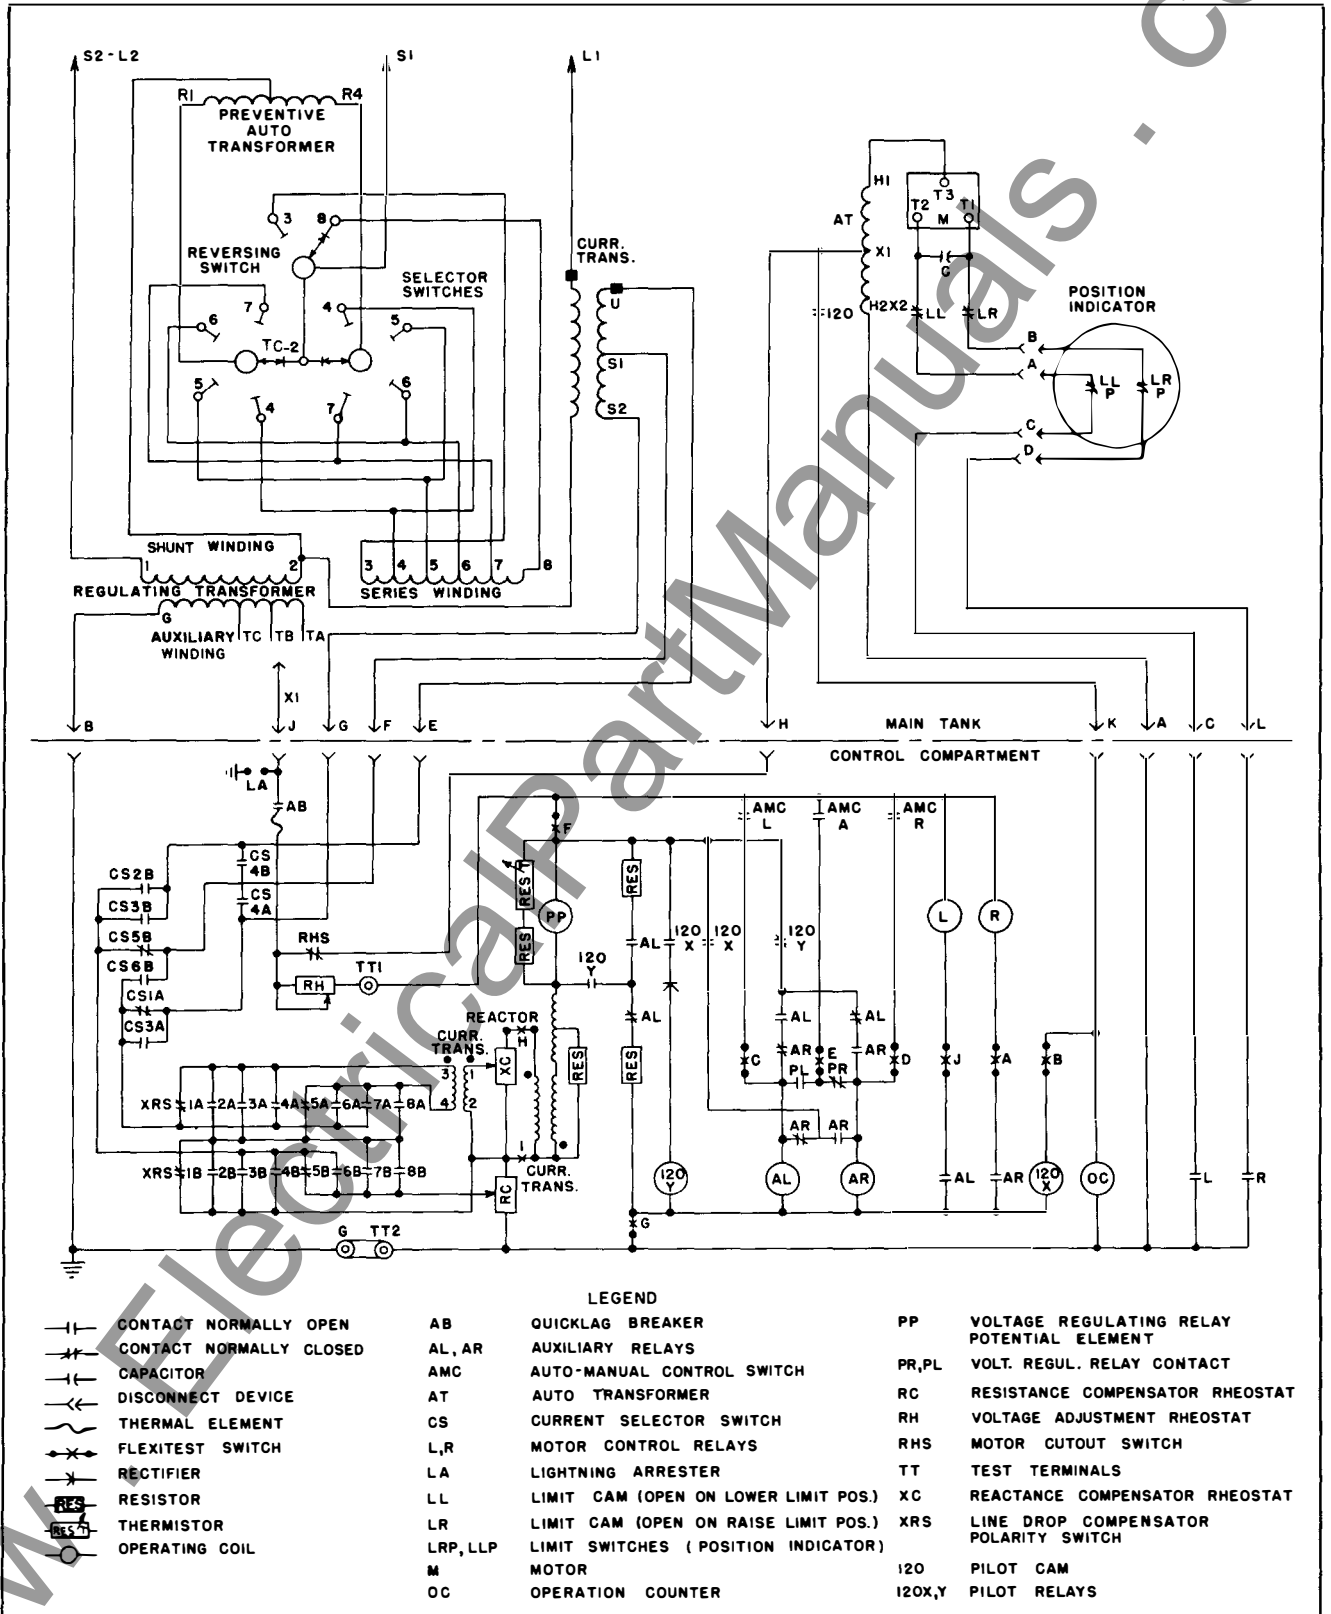 S2-L2
S1
L1
R1
R4
PREVENTIVE
AUTO
TRANSFORMER
3
8
REVERSING
SWITCH
SELECTOR
SWITCHES
7
4
6
5
TC-2
5
6
4
7
CURR.
TRANS.
U
S1
S2
SHUNT WINDING
1
2
3
4
5
6
7
8
REGULATING TRANSFORMER
SERIES WINDING
G
AUXILIARY
WINDING
TC
TB
TA
X1
H1
AT
X1
H2X2
120
T3
T2
T1
M
C
LL
LR
POSITION
INDICATOR
B
A
C
D
LL
P
LR
P
B
J
G
F
E
H
MAIN TANK
K
A
C
L
CONTROL COMPARTMENT
LA
AB
CS
4B
CS
4A
CS2B
CS3B
CS5B
CS6B
CS1A
CS3A
RHS
RH
TT1
F
REST
RES
PP
RES
AL
120
Y
AL
RES
RES
120
X
120
X
120
Y
AMC
L
AMC
A
AMC
R
L
R
REACTOR
H
CURR.
TRANS.
3
1
4
2
XC
I
CURR.
TRANS.
RC
AL
AL
AR
AR
C
E
D
PL
PR
AR
AR
J
A
B
XRS
1A
2A
3A
4A
5A
6A
7A
8A
XRS
1B
2B
3B
4B
5B
6B
7B
8B
120
Y
AL
AR
AL
AR
120
X
OC
L
R
G
G
TT2
LEGEND
CONTACT NORMALLY OPEN
CONTACT NORMALLY CLOSED
CAPACITOR
DISCONNECT DEVICE
THERMAL ELEMENT
FLEXITEST SWITCH
RECTIFIER
RES
RESISTOR
REST
THERMISTOR
OPERATING COIL
AB QUICKLAG BREAKER
AL, AR AUXILIARY RELAYS
AMC AUTO-MANUAL CONTROL SWITCH
AT AUTO TRANSFORMER
CS CURRENT SELECTOR SWITCH
L,R MOTOR CONTROL RELAYS
LA LIGHTNING ARRESTER
LL LIMIT CAM (OPEN ON LOWER LIMIT POS.)
LR LIMIT CAM (OPEN ON RAISE LIMIT POS.)
LRP, LLP LIMIT SWITCHES (POSITION INDICATOR)
M MOTOR
OC OPERATION COUNTER
PP VOLTAGE REGULATING RELAY
POTENTIAL ELEMENT
PR,PL VOLT. REGUL. RELAY CONTACT
RC RESISTANCE COMPENSATOR RHEOSTAT
RH VOLTAGE ADJUSTMENT RHEOSTAT
RHS MOTOR CUTOUT SWITCH
TT TEST TERMINALS
XC REACTANCE COMPENSATOR RHEOSTAT
XRS LINE DROP COMPENSATOR
POLARITY SWITCH
120 PILOT CAM
120X,Y PILOT RELAYS
w . ElectricalPartManuals . co